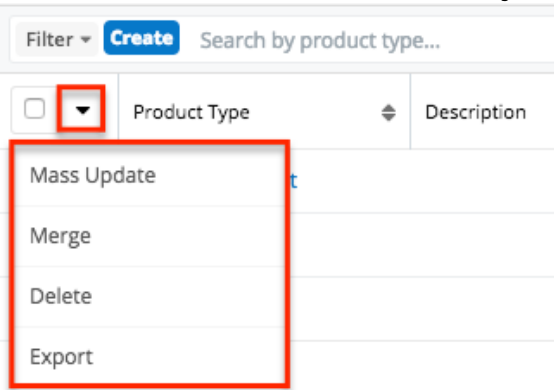 Filter Create Search by product type...
Product Type Description
Mass Update
t
Merge
Delete
Export